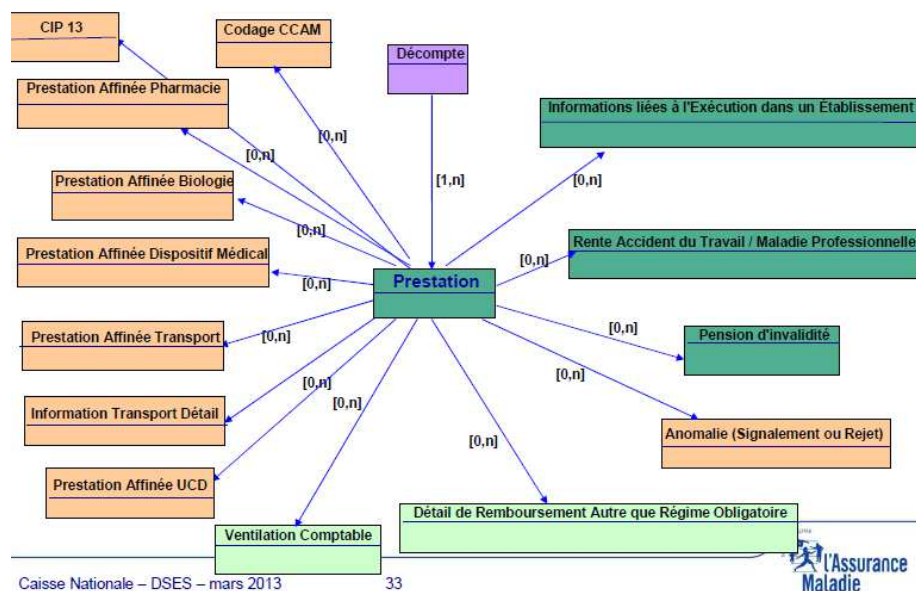 CIP 13
Codage CCAM
Décompte
Prestation Affinée Pharmacie
Informations liées à l'Exécution dans un Établissement
[0,n]
[0,n]
[1,n]
[0,n]
Prestation Affinée Biologie
[0,n]
Rente Accident du Travail / Maladie Professionnelle
Prestation Affinée Dispositif Médical
[0,n]
[0,n]
Prestation
Prestation Affinée Transport
[0,n]
[0,n]
Pension d'invalidité
[0,n]
[0,n]
[0,n]
Information Transport Détail
[0,n]
Anomalie (Signalement ou Rejet)
Prestation Affinée UCD
Ventilation Comptable
Détail de Remboursement Autre que Régime Obligatoire
l'Assurance
Maladie
Caisse Nationale – DSES – mars 2013
33